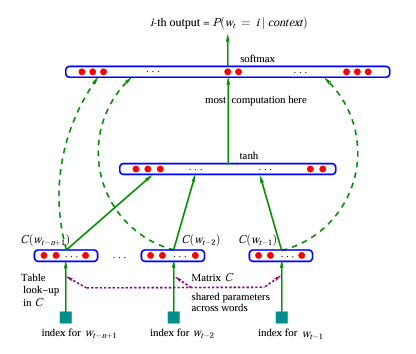 i-th output = P(w_t = i | context)
softmax
· · ·
· · ·
most computation here
tanh
· · ·
· · ·
C(w_{t−n+1})
C(w_{t−2})
C(w_{t−1})
· · ·
· · ·
· · ·
· · ·
Table
look−up
in C
Matrix C
shared parameters
across words
index for w_{t−n+1}
index for w_{t−2}
index for w_{t−1}